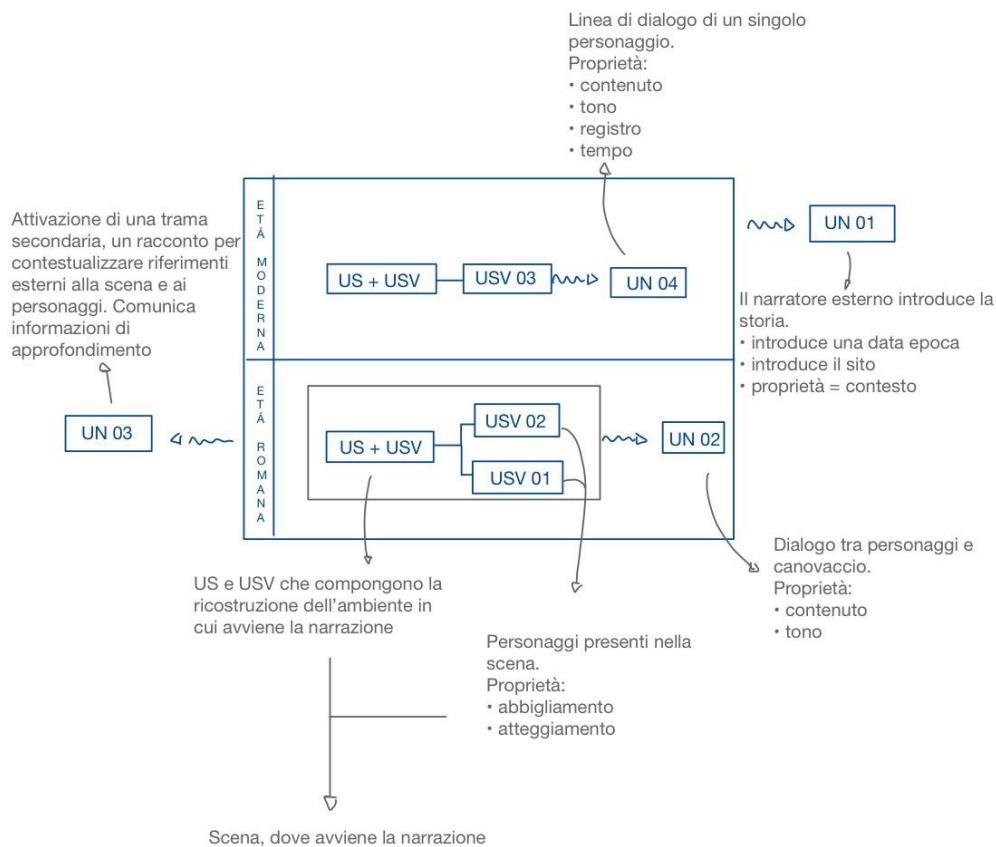 Linea di dialogo di un singolo
personaggio.
Proprietà:
• contenuto
• tono
• registro
• tempo
Attivazione di una trama
secondaria, un racconto per
contestualizzare riferimenti
esterni alla scena e ai
personaggi. Comunica
informazioni di
approfondimento
ETÁ MODERNA
US + USV
USV 03
UN 04
UN 01
Il narratore esterno introduce la
storia.
• introduce una data epoca
• introduce il sito
• proprietà = contesto
UN 03
ETÁ ROMANA
US + USV
USV 02
USV 01
UN 02
Dialogo tra personaggi e
canovaccio.
Proprietà:
• contenuto
• tono
US e USV che compongono la
ricostruzione dell'ambiente in
cui avviene la narrazione
Personaggi presenti nella
scena.
Proprietà:
• abbigliamento
• atteggiamento
Scena, dove avviene la narrazione